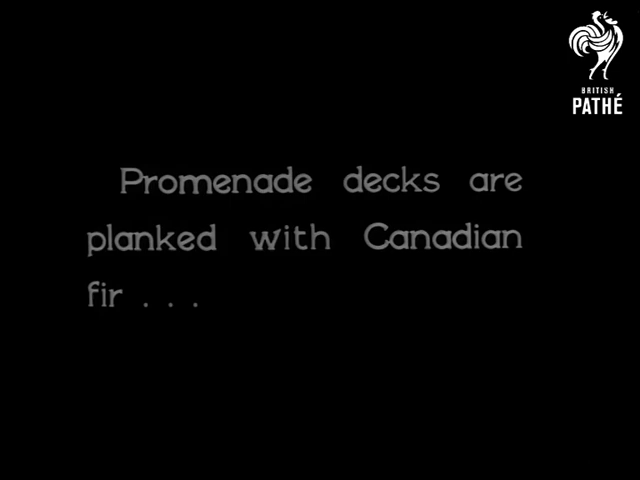 BRITISH
PATHÉ
Promenade decks are
planked with Canadian
fir . . .